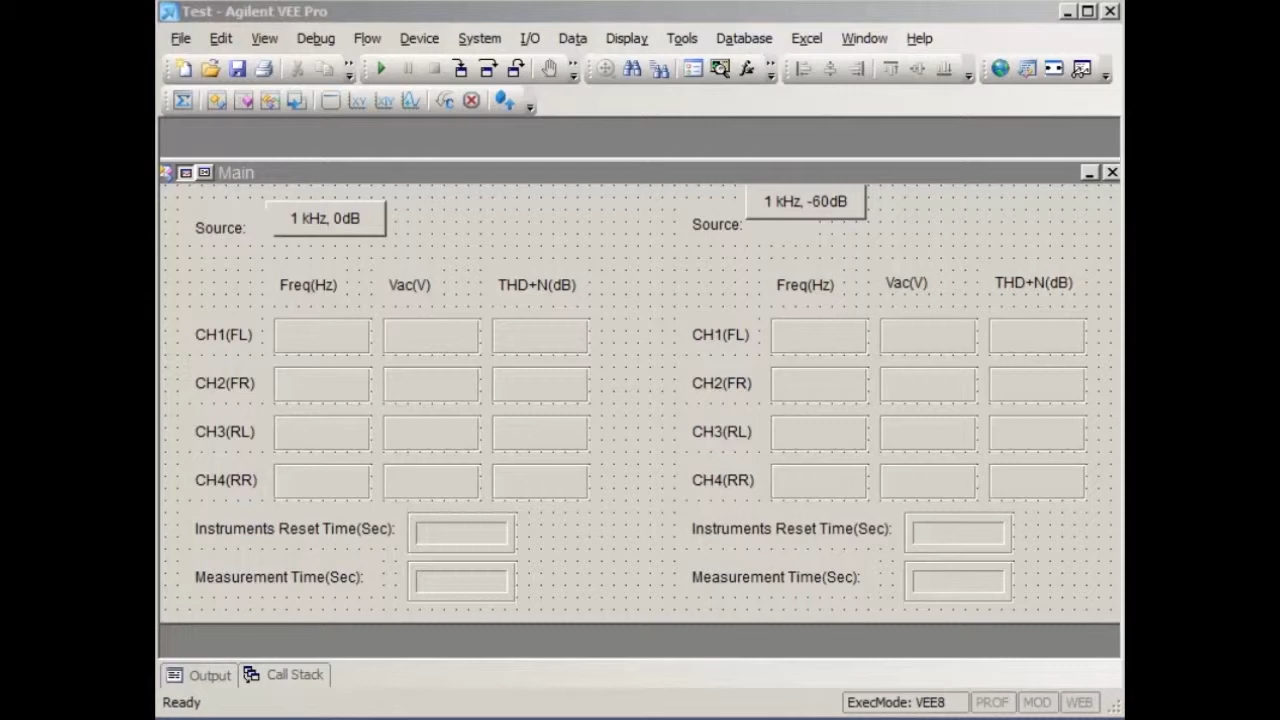 Test - Agilent VEE Pro
File Edit View Debug Flow Device System I/O Data Display Tools Database Excel Window Help
Main
Source: 1 kHz, 0dB
Freq(Hz) Vac(V) THD+N(dB)
CH1(FL)
CH2(FR)
CH3(RL)
CH4(RR)
Instruments Reset Time(Sec):
Measurement Time(Sec):
Source: 1 kHz, -60dB
Freq(Hz) Vac(V) THD+N(dB)
CH1(FL)
CH2(FR)
CH3(RL)
CH4(RR)
Instruments Reset Time(Sec):
Measurement Time(Sec):
Output Call Stack
Ready ExecMode: VEE8 PROF MOD WEB